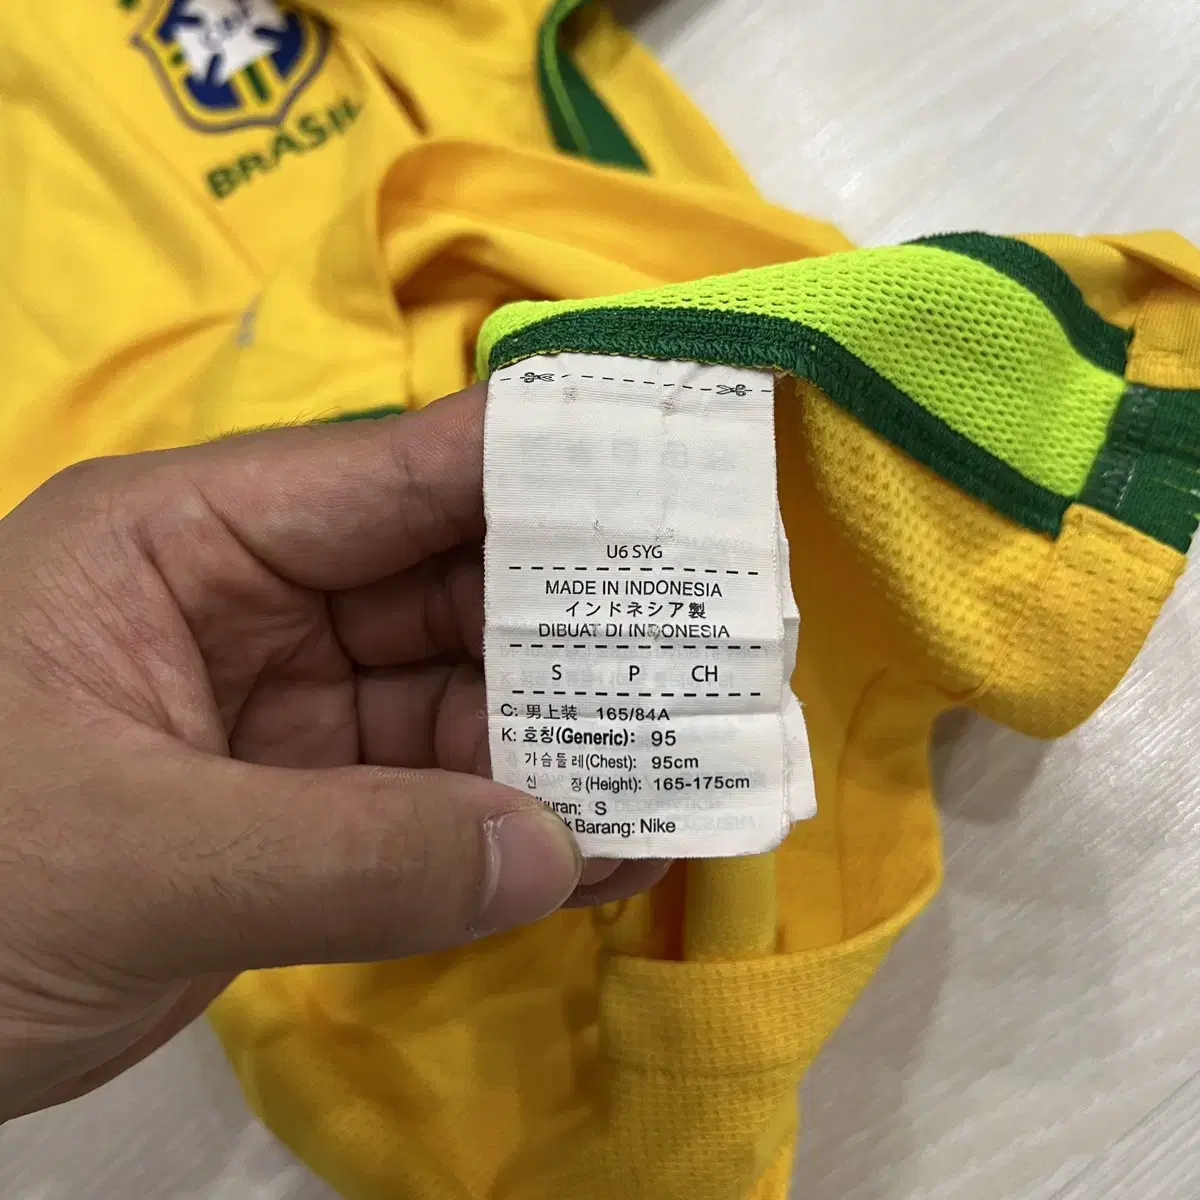 BRASIL
U6 SYG
MADE IN INDONESIA
インドネシア製
DIBUAT DI INDONESIA
S P CH
C: 男上装 165/84A
K: 호칭(Generic): 95
가슴둘레(Chest): 95cm
신 장(Height): 165-175cm
kuran: S
k Barang: Nike